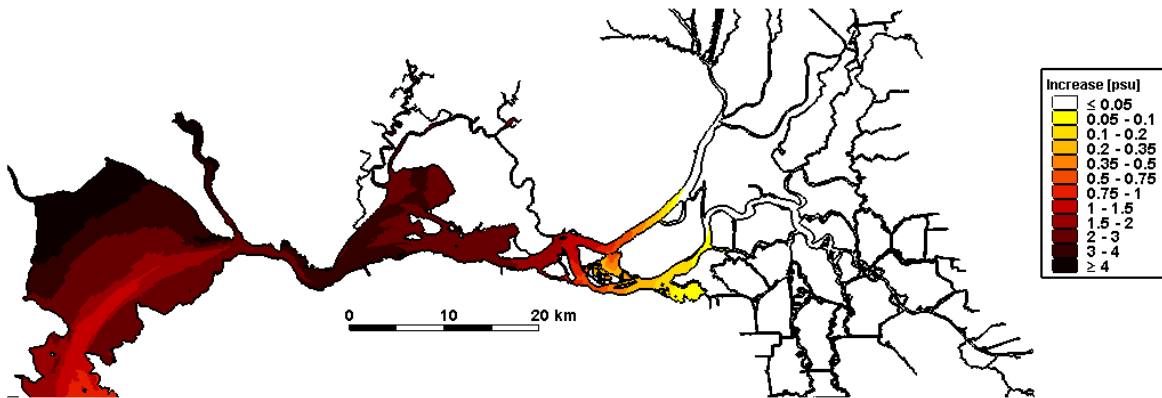 Increase [psu]
≤ 0.05
0.05 - 0.1
0.1 - 0.2
0.2 - 0.35
0.35 - 0.5
0.5 - 0.75
0.75 - 1
1 - 1.5
1.5 - 2
2 - 3
3 - 4
≥ 4
0 10 20 km